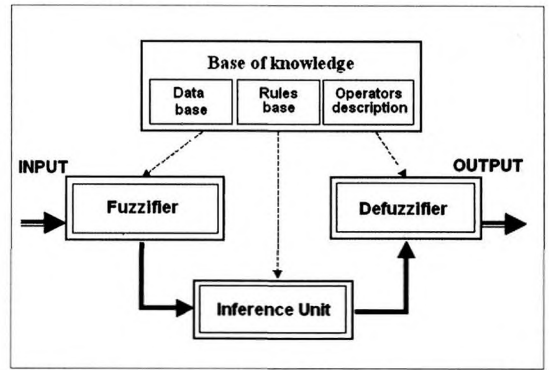 Base of knowledge
Data
base
Rules
base
Operators
description
INPUT
OUTPUT
Fuzzifier
Defuzzifier
Inference Unit